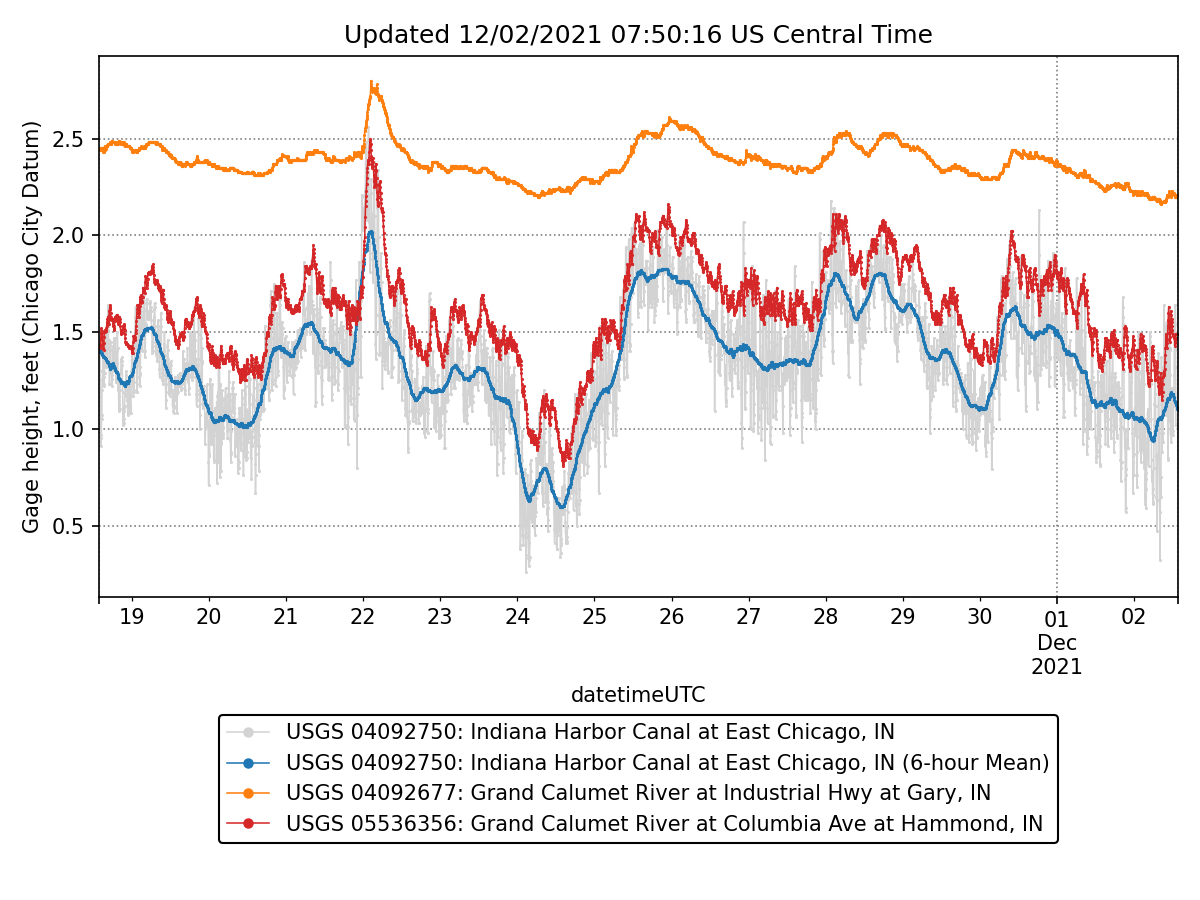 Updated 12/02/2021 07:50:16 US Central Time
Gage height, feet (Chicago City Datum)
2.5
2.0
1.5
1.0
0.5
19 20 21 22 23 24 25 26 27 28 29 30 01 02
Dec
2021
datetimeUTC
USGS 04092750: Indiana Harbor Canal at East Chicago, IN
USGS 04092750: Indiana Harbor Canal at East Chicago, IN (6-hour Mean)
USGS 04092677: Grand Calumet River at Industrial Hwy at Gary, IN
USGS 05536356: Grand Calumet River at Columbia Ave at Hammond, IN